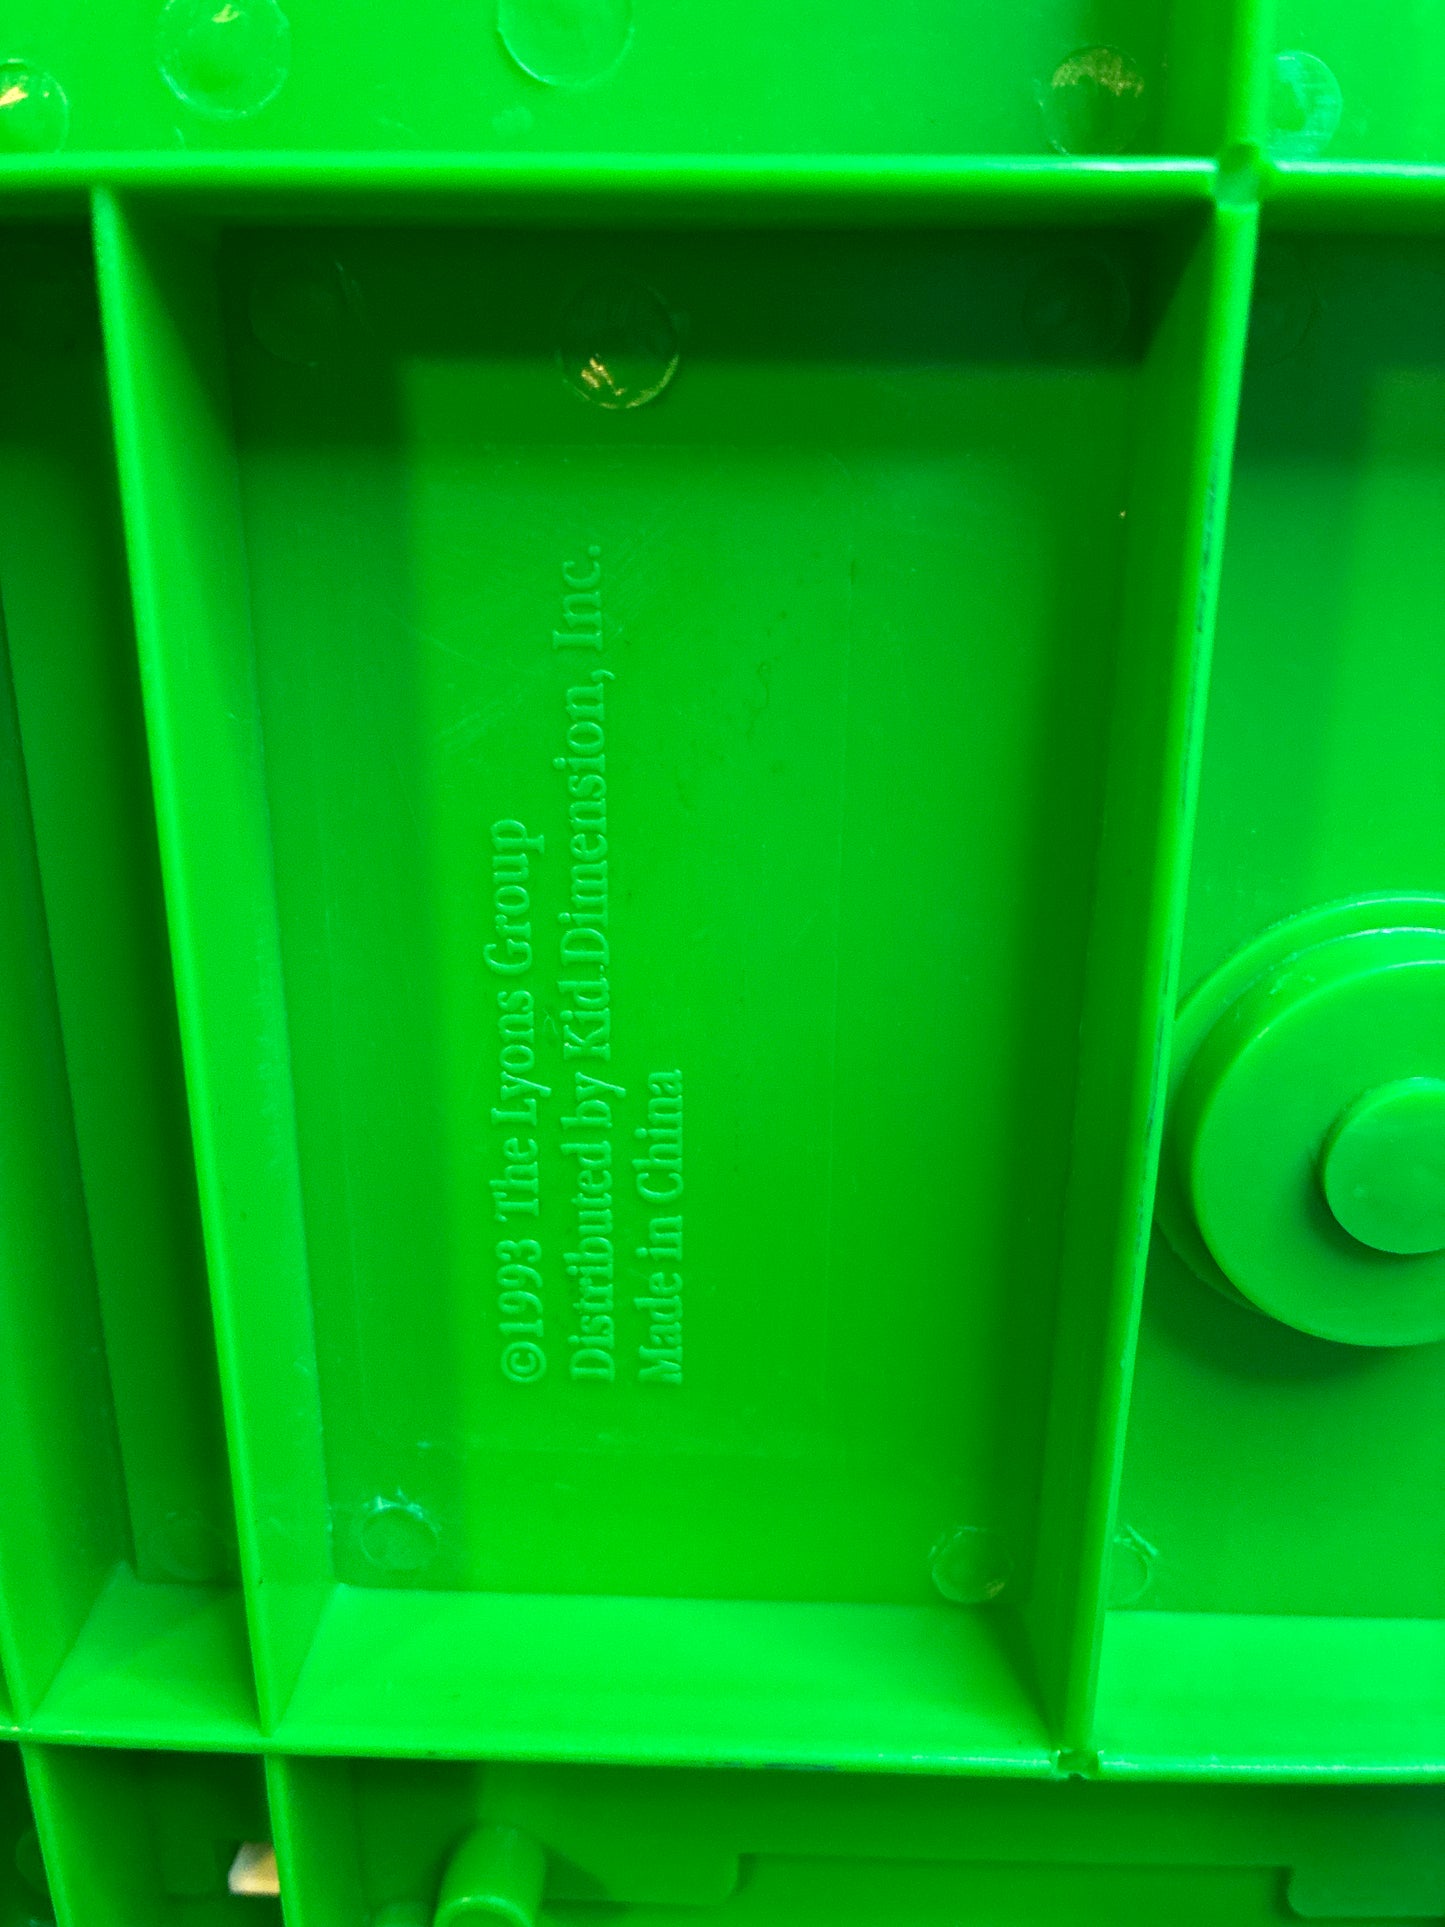 ©1993 The Lyons Group
Distributed by Kid Dimension, Inc.
Made in China